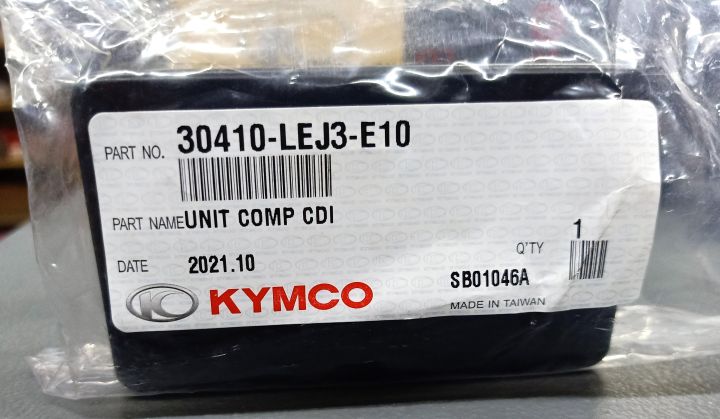 PART NO. 30410-LEJ3-E10
PART NAME UNIT COMP CDI
Q'TY 1
DATE 2021.10
SB01046A
KYMCO
MADE IN TAIWAN